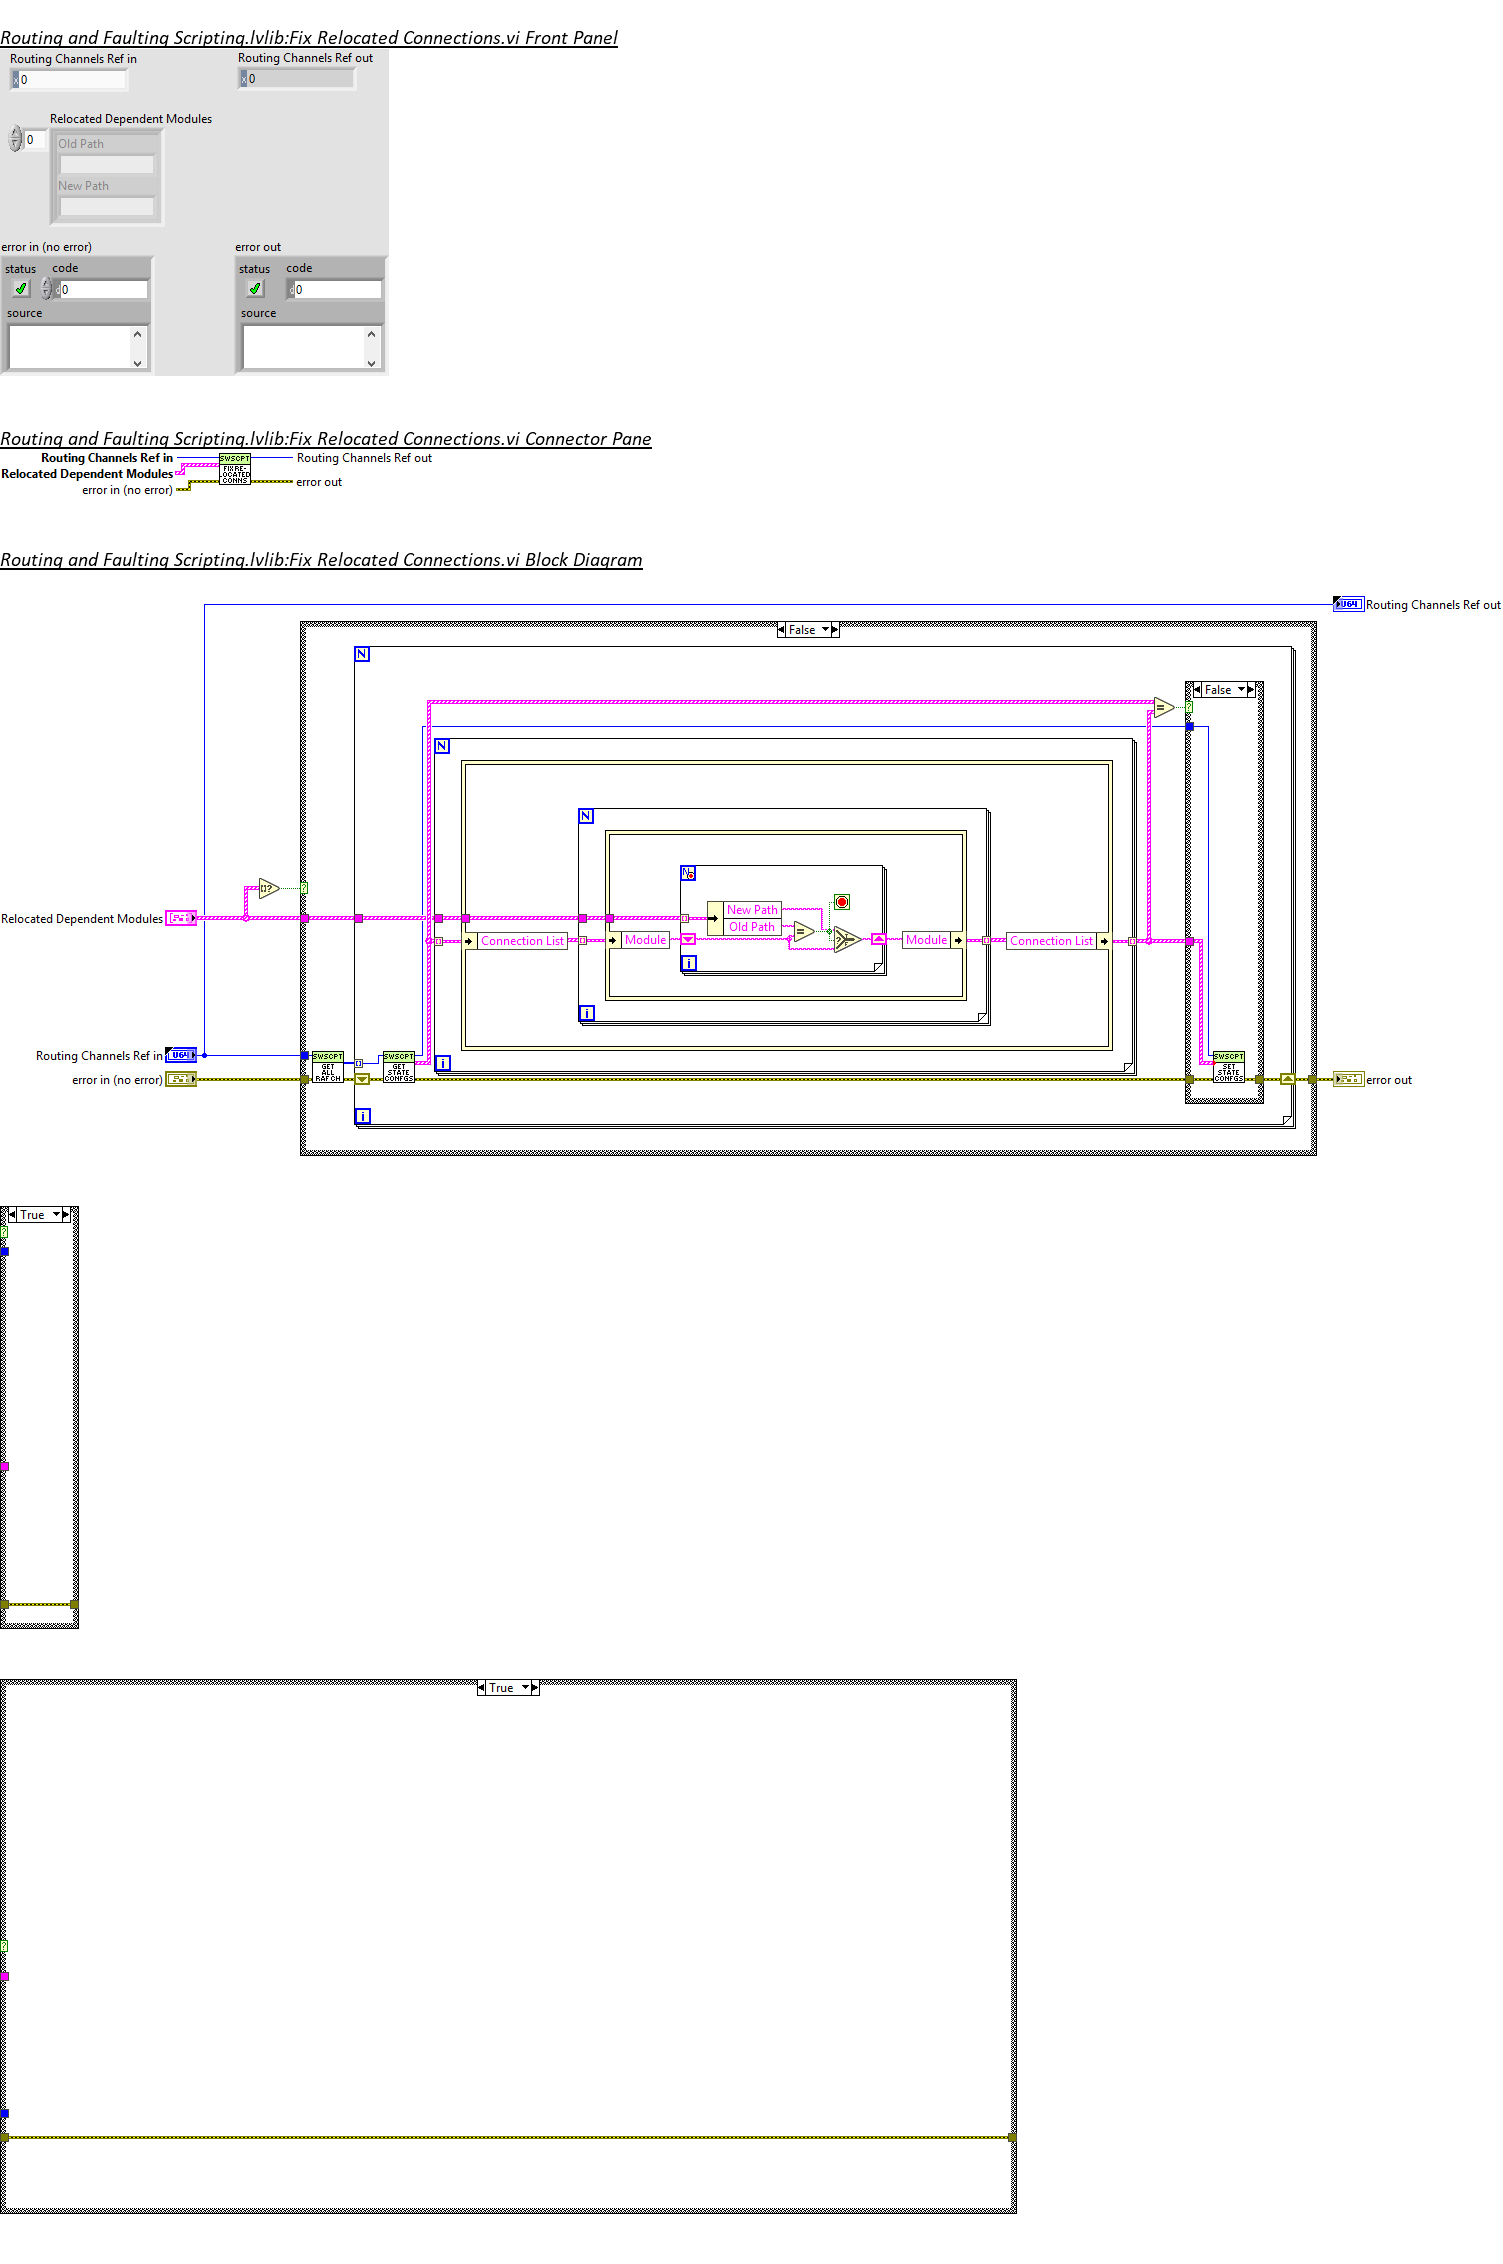 Routing and Faulting Scripting.lvlib:Fix Relocated Connections.vi Front Panel
Routing Channels Ref in
Routing Channels Ref out
x 0
x 0
Relocated Dependent Modules
0
Old Path
New Path
error in (no error)
error out
status code
status code
d 0
d 0
source
source
Routing and Faulting Scripting.lvlib:Fix Relocated Connections.vi Connector Pane
Routing Channels Ref in
SWSCPT
FIX RE-
LOCATED
CONNS
Routing Channels Ref out
Relocated Dependent Modules
error in (no error)
error out
Routing and Faulting Scripting.lvlib:Fix Relocated Connections.vi Block Diagram
U64
Routing Channels Ref out
False
N
False
?
=
N
N
N
?
[]?
New Path
Old Path
=
Relocated Dependent Modules
Connection List
Module
Module
Connection List
i
i
i
Routing Channels Ref in
U64
SWSCPT
GET
ALL
RAFCH
SWSCPT
GET
STATE
CONFGS
SWSCPT
SET
STATE
CONFGS
error in (no error)
error out
i
True
?
True
?